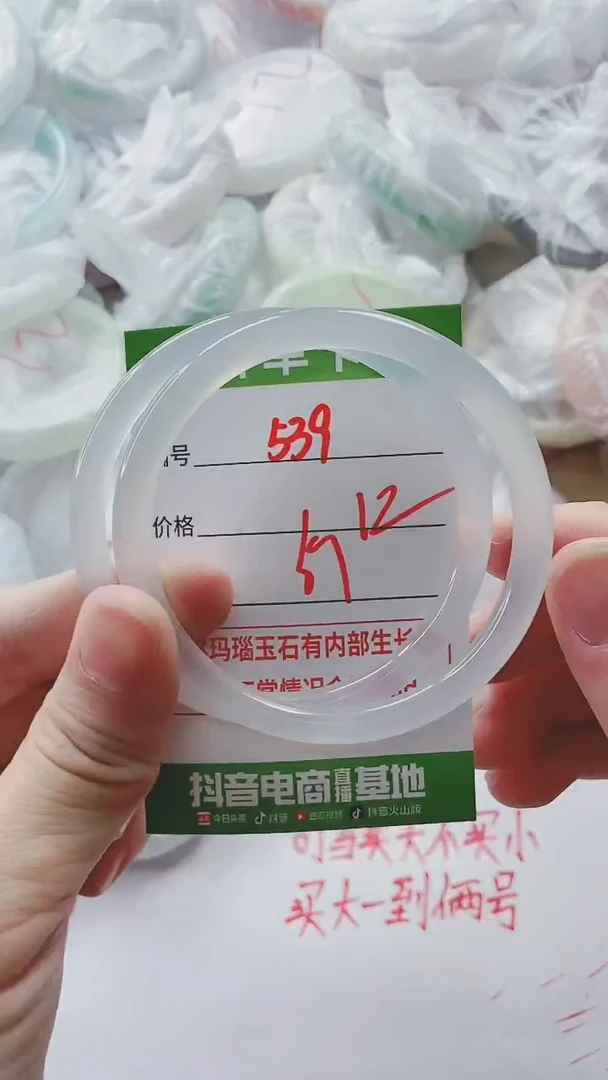 号 539
价格 12
59
玛瑙玉石有内部生长
抖音电商直播基地
今日头条 抖音 西瓜视频 抖音火山版
可当买大不买小
买大一到俩号